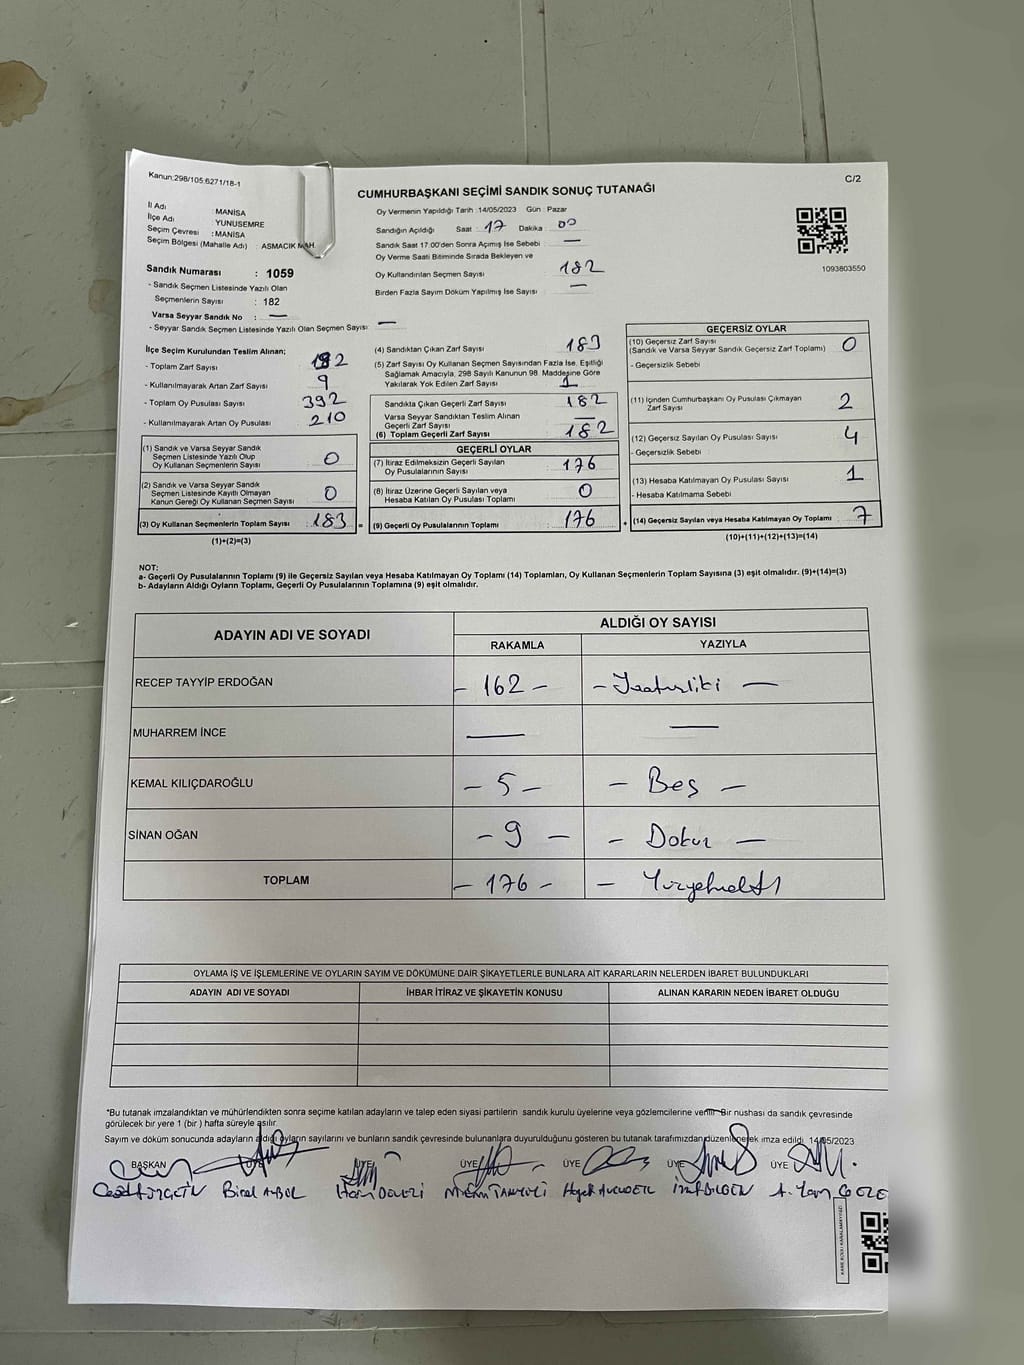 Kanun:298/105;6271/18-1
C/2
CUMHURBAŞKANI SEÇİMİ SANDIK SONUÇ TUTANAĞI
İl Adı : MANİSA
İlçe Adı : YUNUSEMRE
Seçim Çevresi : MANİSA
Seçim Bölgesi (Mahalle Adı) : ASMACIK MAH.
Sandık Numarası : 1059
- Sandık Seçmen Listesinde Yazılı Olan
Seçmenlerin Sayısı : 182
Varsa Seyyar Sandık No : —
- Seyyar Sandık Seçmen Listesinde Yazılı Olan Seçmen Sayısı: —
Oy Vermenin Yapıldığı Tarih :14/05/2023 Gün : Pazar
Sandığın Açıldığı Saat : 17 Dakika : 00
Sandık Saat 17:00'den Sonra Açımış İse Sebebi : —
Oy Verme Saati Bitiminde Sırada Bekleyen ve
Oy Kullandırılan Seçmen Sayısı : 182
Birden Fazla Sayım Döküm Yapılmış İse Sayısı : —
1093803550
İlçe Seçim Kurulundan Teslim Alınan;
- Toplam Zarf Sayısı : 192
- Kullanılmayarak Artan Zarf Sayısı : 9
- Toplam Oy Pusulası Sayısı : 392
- Kullanılmayarak Artan Oy Pusulası : 210
(1) Sandık ve Varsa Seyyar Sandık
Seçmen Listesinde Yazılı Olup
Oy Kullanan Seçmenlerin Sayısı : 0
(2) Sandık ve Varsa Seyyar Sandık
Seçmen Listesinde Kayıtlı Olmayan
Kanun Gereği Oy Kullanan Seçmen Sayısı : 0
(3) Oy Kullanan Seçmenlerin Toplam Sayısı : 183 =
(1)+(2)=(3)
(4) Sandıktan Çıkan Zarf Sayısı : 183
(5) Zarf Sayısı Oy Kullanan Seçmen Sayısından Fazla İse, Eşitliği
Sağlamak Amacıyla, 298 Sayılı Kanunun 98. Maddesine Göre
Yakılarak Yok Edilen Zarf Sayısı : 1
Sandıkta Çıkan Geçerli Zarf Sayısı : 182
Varsa Seyyar Sandıktan Teslim Alınan
Geçerli Zarf Sayısı : —
(6) Toplam Geçerli Zarf Sayısı : 182
GEÇERLİ OYLAR
(7) İtiraz Edilmeksizin Geçerli Sayılan
Oy Pusulalarının Sayısı : 176
(8) İtiraz Üzerine Geçerli Sayılan veya
Hesaba Katılan Oy Pusulası Toplamı : 0
(9) Geçerli Oy Pusulalarının Toplamı : 176 +
GEÇERSİZ OYLAR
(10) Geçersiz Zarf Sayısı
(Sandık ve Varsa Seyyar Sandık Geçersiz Zarf Toplamı) : 0
- Geçersizlik Sebebi
(11) İçinden Cumhurbaşkanı Oy Pusulası Çıkmayan
Zarf Sayısı : 2
(12) Geçersiz Sayılan Oy Pusulası Sayısı : 4
- Geçersizlik Sebebi
(13) Hesaba Katılmayan Oy Pusulası Sayısı : 1
- Hesaba Katılmama Sebebi
(14) Geçersiz Sayılan veya Hesaba Katılmayan Oy Toplamı : 7
(10)+(11)+(12)+(13)=(14)
NOT:
a- Geçerli Oy Pusulalarının Toplamı (9) ile Geçersiz Sayılan veya Hesaba Katılmayan Oy Toplamı (14) Toplamları, Oy Kullanan Seçmenlerin Toplam Sayısına (3) eşit olmalıdır. (9)+(14)=(3)
b- Adayların Aldığı Oyların Toplamı, Geçerli Oy Pusulalarının Toplamına (9) eşit olmalıdır.
ADAYIN ADI VE SOYADI
ALDIĞI OY SAYISI
RAKAMLA YAZIYLA
RECEP TAYYİP ERDOĞAN – 162 –
MUHARREM İNCE — —
KEMAL KILIÇDAROĞLU – 5 – – Beş –
SİNAN OĞAN – 9 – – Dokuz –
TOPLAM – 176 –
OYLAMA İŞ VE İŞLEMLERİNE VE OYLARIN SAYIM VE DÖKÜMÜNE DAİR ŞİKAYETLERLE BUNLARA AİT KARARLARIN NELERDEN İBARET BULUNDUKLARI
ADAYIN ADI VE SOYADI İHBAR İTİRAZ VE ŞİKAYETİN KONUSU ALINAN KARARIN NEDEN İBARET OLDUĞU
*Bu tutanak imzalandıktan ve mühürlendikten sonra seçime katılan adayların ve talep eden siyasi partilerin sandık kurulu üyelerine veya gözlemcilerine verilir. Bir nüshası da sandık çevresinde
görülecek bir yere 1 (bir ) hafta süreyle asılır.
Sayım ve döküm sonucunda adayların aldığı oyların sayılarını ve bunların sandık çevresinde bulunanlara duyurulduğunu gösteren bu tutanak tarafımızdan düzenlenerek imza edildi. 14/05/2023
BAŞKAN ÜYE ÜYE ÜYE ÜYE ÜYE ÜYE